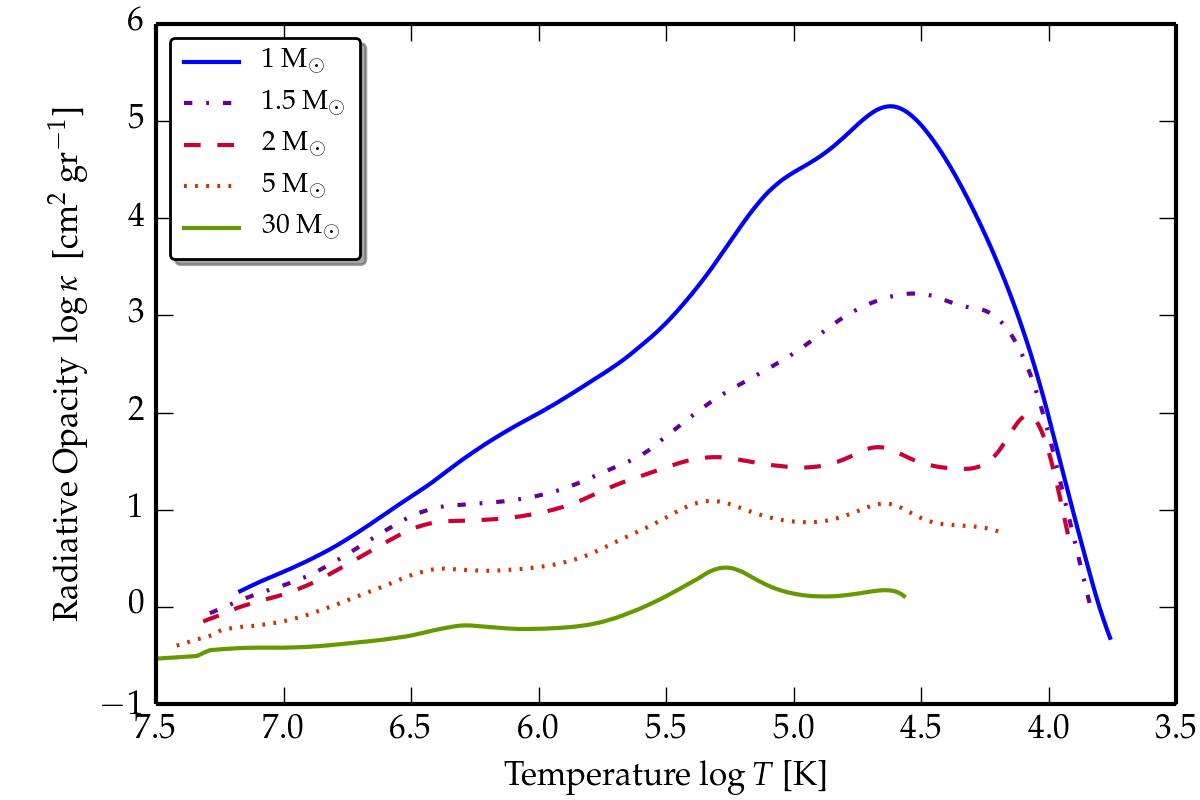 6
5
4
3
2
1
0
−1
Radiative Opacity log κ [cm² gr⁻¹]
1 M⊙
1.5 M⊙
2 M⊙
5 M⊙
30 M⊙
7.5 7.0 6.5 6.0 5.5 5.0 4.5 4.0 3.5
Temperature log T [K]